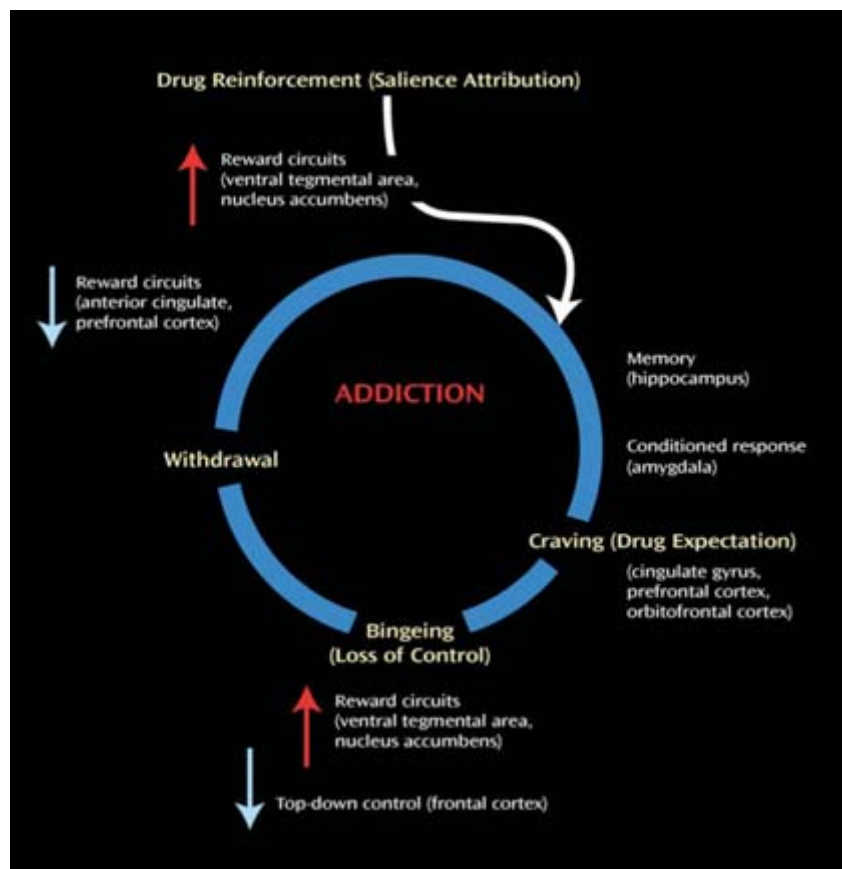 Drug Reinforcement (Salience Attribution)
Reward circuits
(ventral tegmental area,
nucleus accumbens)
Reward circuits
(anterior cingulate,
prefrontal cortex)
Memory
(hippocampus)
ADDICTION
Conditioned response
(amygdala)
Withdrawal
Craving (Drug Expectation)
(cingulate gyrus,
prefrontal cortex,
orbitofrontal cortex)
Bingeing
(Loss of Control)
Reward circuits
(ventral tegmental area,
nucleus accumbens)
Top-down control (frontal cortex)